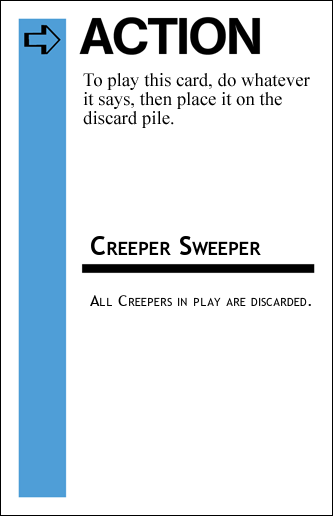 ACTION
To play this card, do whatever
it says, then place it on the
discard pile.
Creeper Sweeper
All Creepers in play are discarded.